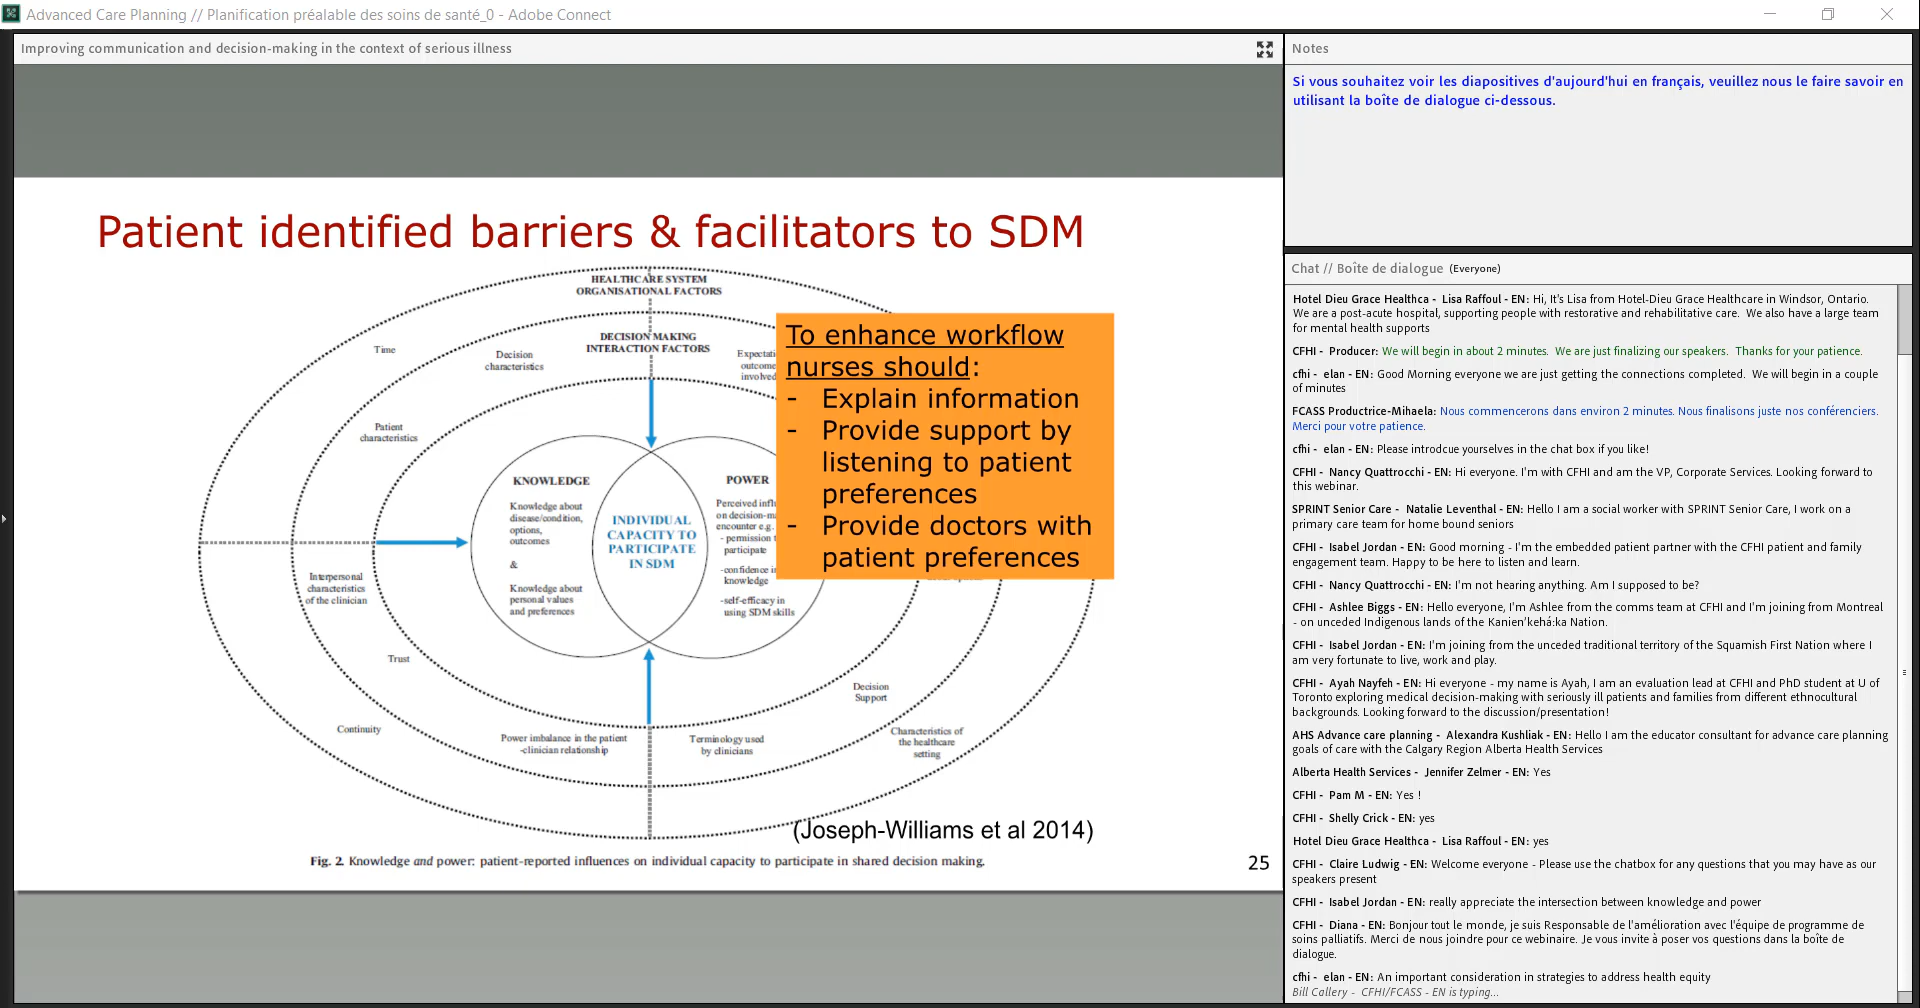 Advanced Care Planning // Planification préalable des soins de santé_0 - Adobe Connect
Improving communication and decision-making in the context of serious illness
Patient identified barriers & facilitators to SDM
HEALTHCARE SYSTEM
ORGANISATIONAL FACTORS
DECISION MAKING
INTERACTION FACTORS
Time
Decision
characteristics
Expectati
outcome
involved
Patient
characteristics
To enhance workflow
nurses should:
- Explain information
- Provide support by
listening to patient
preferences
- Provide doctors with
patient preferences
KNOWLEDGE
Knowledge about
disease/condition,
options,
outcomes
&
Knowledge about
personal values
and preferences
INDIVIDUAL
CAPACITY TO
PARTICIPATE
IN SDM
POWER
Perceived infl
on decision-m
encounter e.g.
- permission t
participate
-confidence in
knowledge
-self-efficacy in
using SDM skills
Interpersonal
characteristics
of the clinician
Trust
Decision
Support
Continuity
Power imbalance in the patient
-clinician relationship
Terminology used
by clinicians
Characteristics of
the healthcare
setting
(Joseph-Williams et al 2014)
Fig. 2. Knowledge and power: patient-reported influences on individual capacity to participate in shared decision making.
25
Notes
Si vous souhaitez voir les diapositives d'aujourd'hui en français, veuillez nous le faire savoir en
utilisant la boîte de dialogue ci-dessous.
Chat // Boîte de dialogue (Everyone)
Hotel Dieu Grace Healthca - Lisa Raffoul - EN: Hi, It's Lisa from Hotel-Dieu Grace Healthcare in Windsor, Ontario.
We are a post-acute hospital, supporting people with restorative and rehabilitative care. We also have a large team
for mental health supports
CFHI - Producer: We will begin in about 2 minutes. We are just finalizing our speakers. Thanks for your patience.
cfhi - elan - EN: Good Morning everyone we are just getting the connections completed. We will begin in a couple
of minutes
FCASS Productrice-Mihaela: Nous commencerons dans environ 2 minutes. Nous finalisons juste nos conférenciers.
Merci pour votre patience.
cfhi - elan - EN: Please introdcue yourselves in the chat box if you like!
CFHI - Nancy Quattrocchi - EN: Hi everyone. I'm with CFHI and am the VP, Corporate Services. Looking forward to
this webinar.
SPRINT Senior Care - Natalie Leventhal - EN: Hello I am a social worker with SPRINT Senior Care, I work on a
primary care team for home bound seniors
CFHI - Isabel Jordan - EN: Good morning - I'm the embedded patient partner with the CFHI patient and family
engagement team. Happy to be here to listen and learn.
CFHI - Nancy Quattrocchi - EN: I'm not hearing anything. Am I supposed to be?
CFHI - Ashlee Biggs - EN: Hello everyone, I'm Ashlee from the comms team at CFHI and I'm joining from Montreal
- on unceded Indigenous lands of the Kanien'kehá:ka Nation.
CFHI - Isabel Jordan - EN: I'm joining from the unceded traditional territory of the Squamish First Nation where I
am very fortunate to live, work and play.
CFHI - Ayah Nayfeh - EN: Hi everyone - my name is Ayah, I am an evaluation lead at CFHI and PhD student at U of
Toronto exploring medical decision-making with seriously ill patients and families from different ethnocultural
backgrounds. Looking forward to the discussion/presentation!
AHS Advance care planning - Alexandra Kushliak - EN: Hello I am the educator consultant for advance care planning
goals of care with the Calgary Region Alberta Health Services
Alberta Health Services - Jennifer Zelmer - EN: Yes
CFHI - Pam M - EN: Yes !
CFHI - Shelly Crick - EN: yes
Hotel Dieu Grace Healthca - Lisa Raffoul - EN: yes
CFHI - Claire Ludwig - EN: Welcome everyone - Please use the chatbox for any questions that you may have as our
speakers present
CFHI - Isabel Jordan - EN: really appreciate the intersection between knowledge and power
CFHI - Diana - EN: Bonjour tout le monde, je suis Responsable de l'amélioration avec l'équipe de programme de
soins palliatifs. Merci de nous joindre pour ce webinaire. Je vous invite à poser vos questions dans la boîte de
dialogue.
cfhi - elan - EN: An important consideration in strategies to address health equity
Bill Callery - CFHI/FCASS - EN is typing...